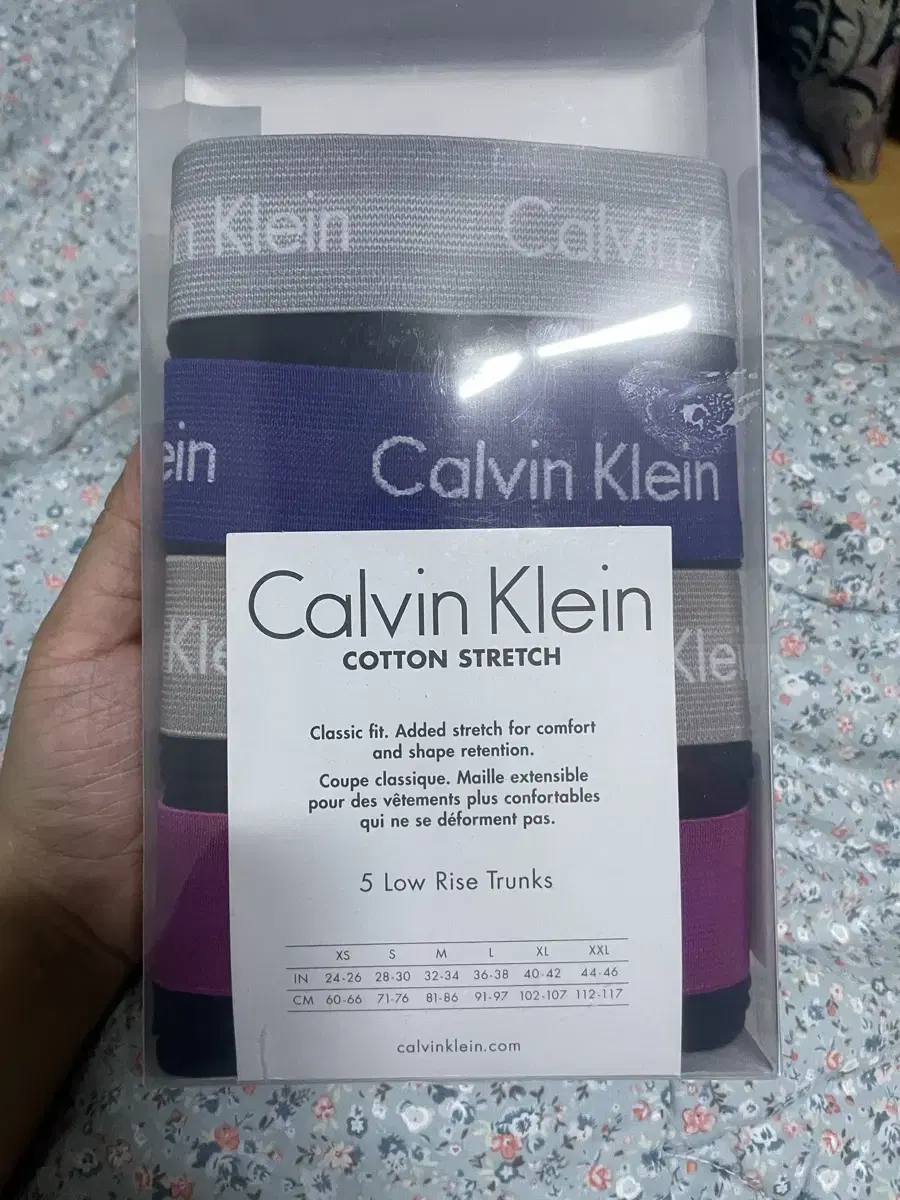 n Klein Calvin K
ein Calvin Klein
Kle Klei
Calvin Klein
COTTON STRETCH
Classic fit. Added stretch for comfort
and shape retention.
Coupe classique. Maille extensible
pour des vêtements plus confortables
qui ne se déforment pas.
5 Low Rise Trunks
XS S M L XL XXL
IN 24-26 28-30 32-34 36-38 40-42 44-46
CM 60-66 71-76 81-86 91-97 102-107 112-117
calvinklein.com